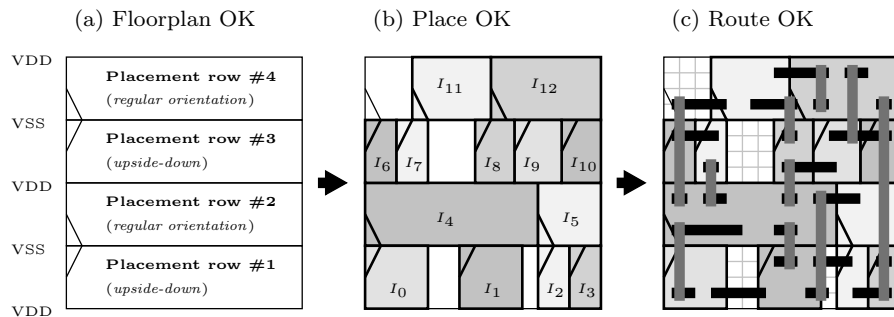 (a) Floorplan OK
(b) Place OK
(c) Route OK
VDD
Placement row #4
(regular orientation)
VSS
Placement row #3
(upside-down)
VDD
Placement row #2
(regular orientation)
VSS
Placement row #1
(upside-down)
VDD
I11 I12
I6 I7 I8 I9 I10
I4 I5
I0 I1 I2 I3